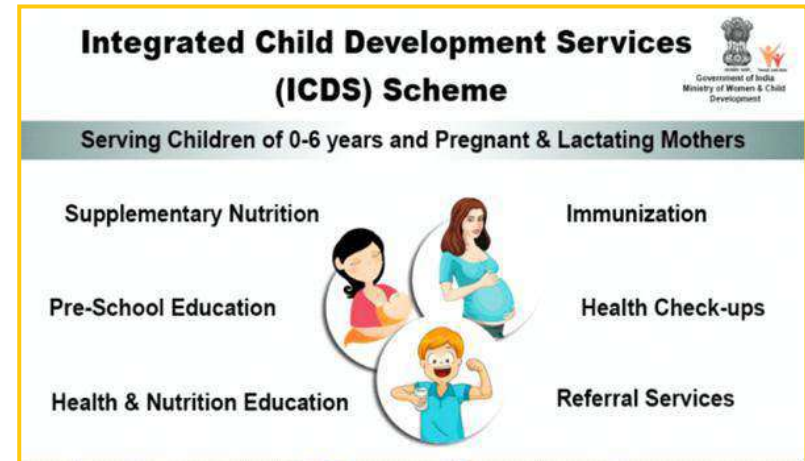 Integrated Child Development Services
(ICDS) Scheme
Government of India
Ministry of Women & Child
Development
Serving Children of 0-6 years and Pregnant & Lactating Mothers
Supplementary Nutrition
Immunization
Pre-School Education
Health Check-ups
Health & Nutrition Education
Referral Services